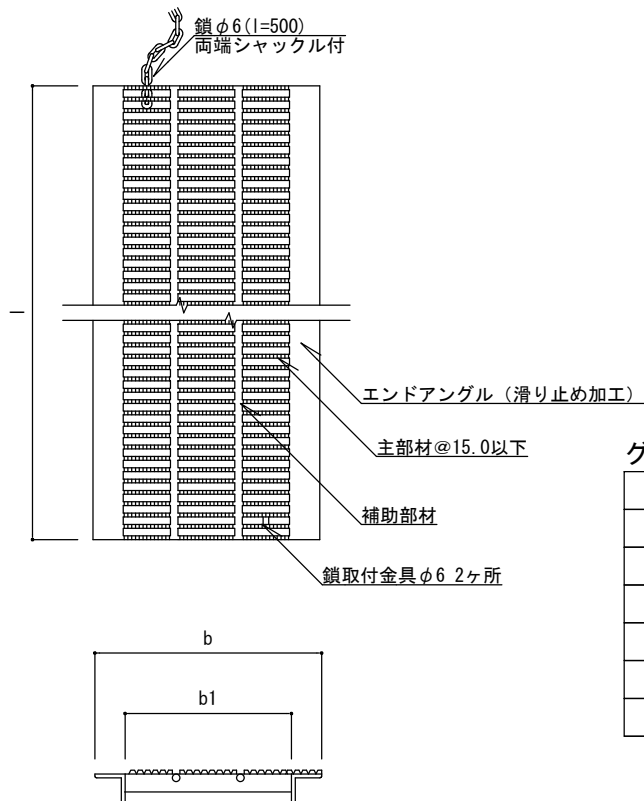 鎖φ6(l=500)
両端シャックル付
l
エンドアングル（滑り止め加工）
主部材@15.0以下
補助部材
鎖取付金具φ6 2ヶ所
b
b1